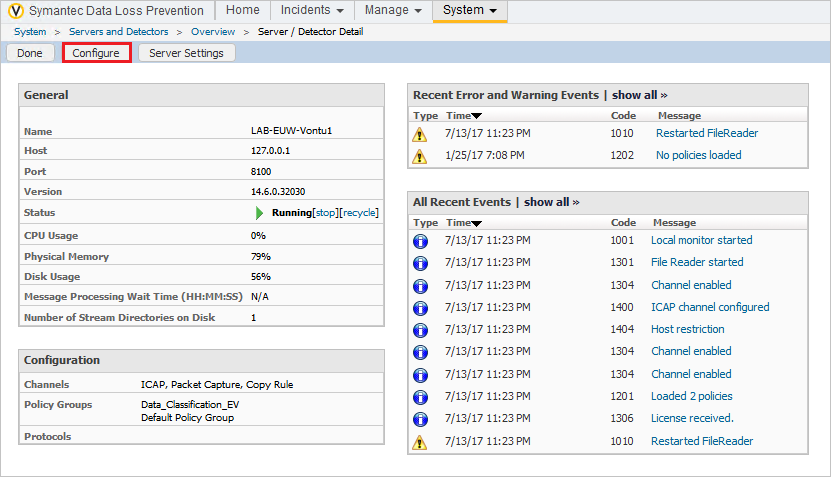 Symantec Data Loss Prevention Home Incidents Manage System
System > Servers and Detectors > Overview > Server / Detector Detail
Done Configure Server Settings
General
Name LAB-EUW-Vontu1
Host 127.0.0.1
Port 8100
Version 14.6.0.32030
Status Running[stop][recycle]
CPU Usage 0%
Physical Memory 79%
Disk Usage 56%
Message Processing Wait Time (HH:MM:SS) N/A
Number of Stream Directories on Disk 1
Configuration
Channels ICAP, Packet Capture, Copy Rule
Policy Groups Data_Classification_EV
Default Policy Group
Protocols
Recent Error and Warning Events | show all »
Type Time Code Message
7/13/17 11:23 PM 1010 Restarted FileReader
1/25/17 7:08 PM 1202 No policies loaded
All Recent Events | show all »
Type Time Code Message
7/13/17 11:23 PM 1001 Local monitor started
7/13/17 11:23 PM 1301 File Reader started
7/13/17 11:23 PM 1304 Channel enabled
7/13/17 11:23 PM 1400 ICAP channel configured
7/13/17 11:23 PM 1404 Host restriction
7/13/17 11:23 PM 1304 Channel enabled
7/13/17 11:23 PM 1304 Channel enabled
7/13/17 11:23 PM 1201 Loaded 2 policies
7/13/17 11:23 PM 1306 License received.
7/13/17 11:23 PM 1010 Restarted FileReader